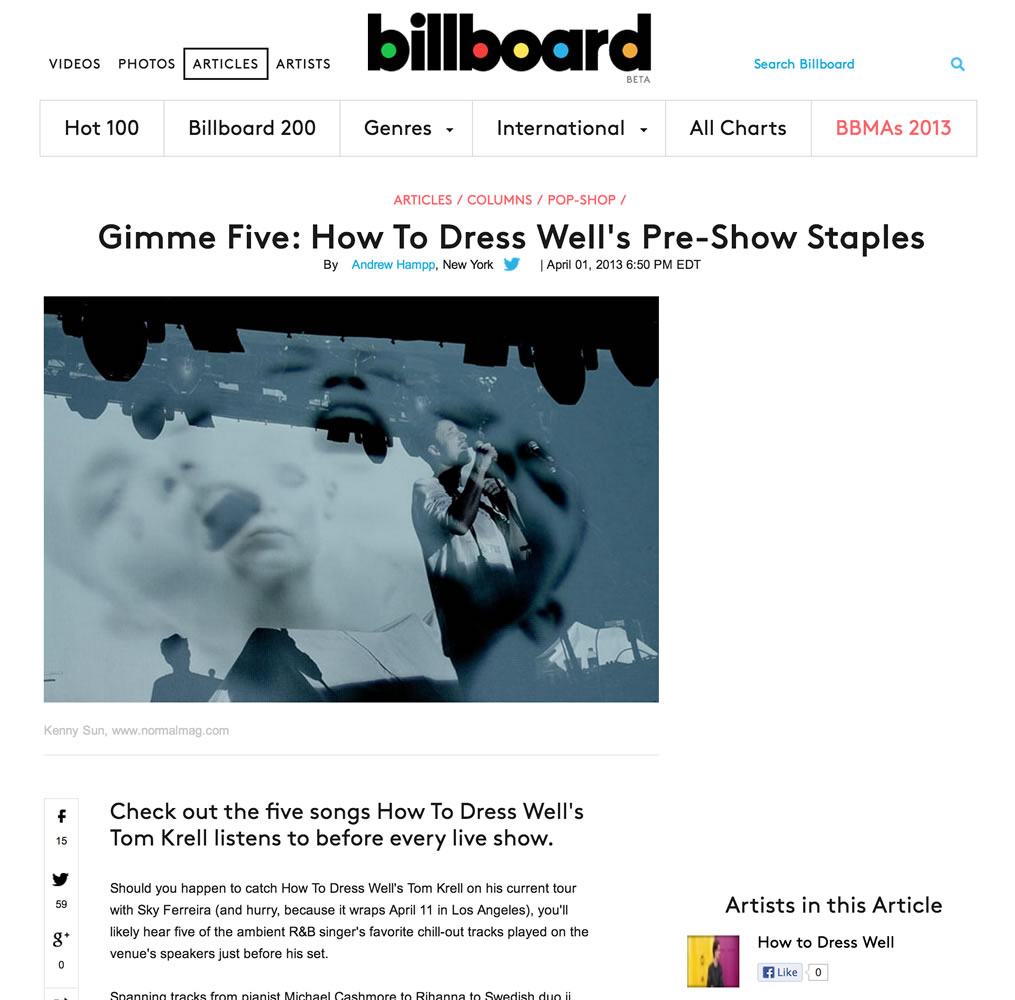 VIDEOS PHOTOS ARTICLES ARTISTS
billboard
BETA
Search Billboard
Hot 100 Billboard 200 Genres International All Charts BBMAs 2013
ARTICLES / COLUMNS / POP-SHOP /
Gimme Five: How To Dress Well's Pre-Show Staples
By Andrew Hampp, New York | April 01, 2013 6:50 PM EDT
Kenny Sun, www.normalmag.com
15
59
g+
0
Check out the five songs How To Dress Well's
Tom Krell listens to before every live show.
Should you happen to catch How To Dress Well's Tom Krell on his current tour
with Sky Ferreira (and hurry, because it wraps April 11 in Los Angeles), you'll
likely hear five of the ambient R&B singer's favorite chill-out tracks played on the
venue's speakers just before his set.
Spanning tracks from pianist Michael Cashmore to Rihanna to Swedish duo jj
Artists in this Article
How to Dress Well
Like 0